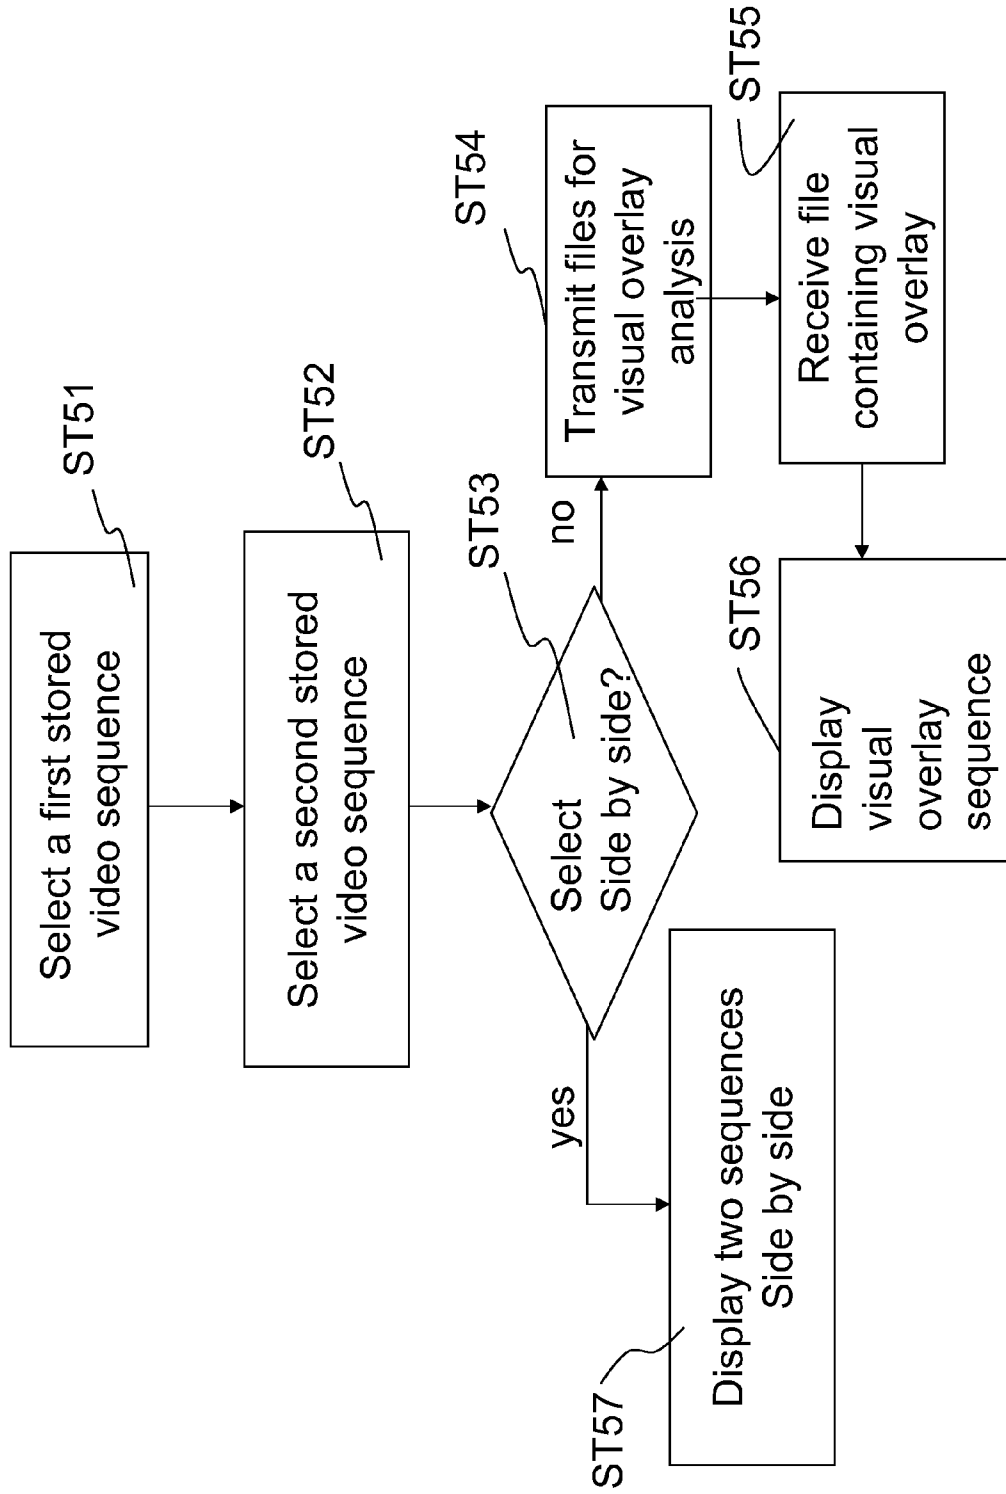 Select a first stored
video sequence
ST51
Select a second stored
video sequence
ST52
Select
Side by side?
ST53
yes
no
Display two sequences
Side by side
ST57
Transmit files for
visual overlay
analysis
ST54
Receive file
containing visual
overlay
ST55
Display
visual
overlay
sequence
ST56